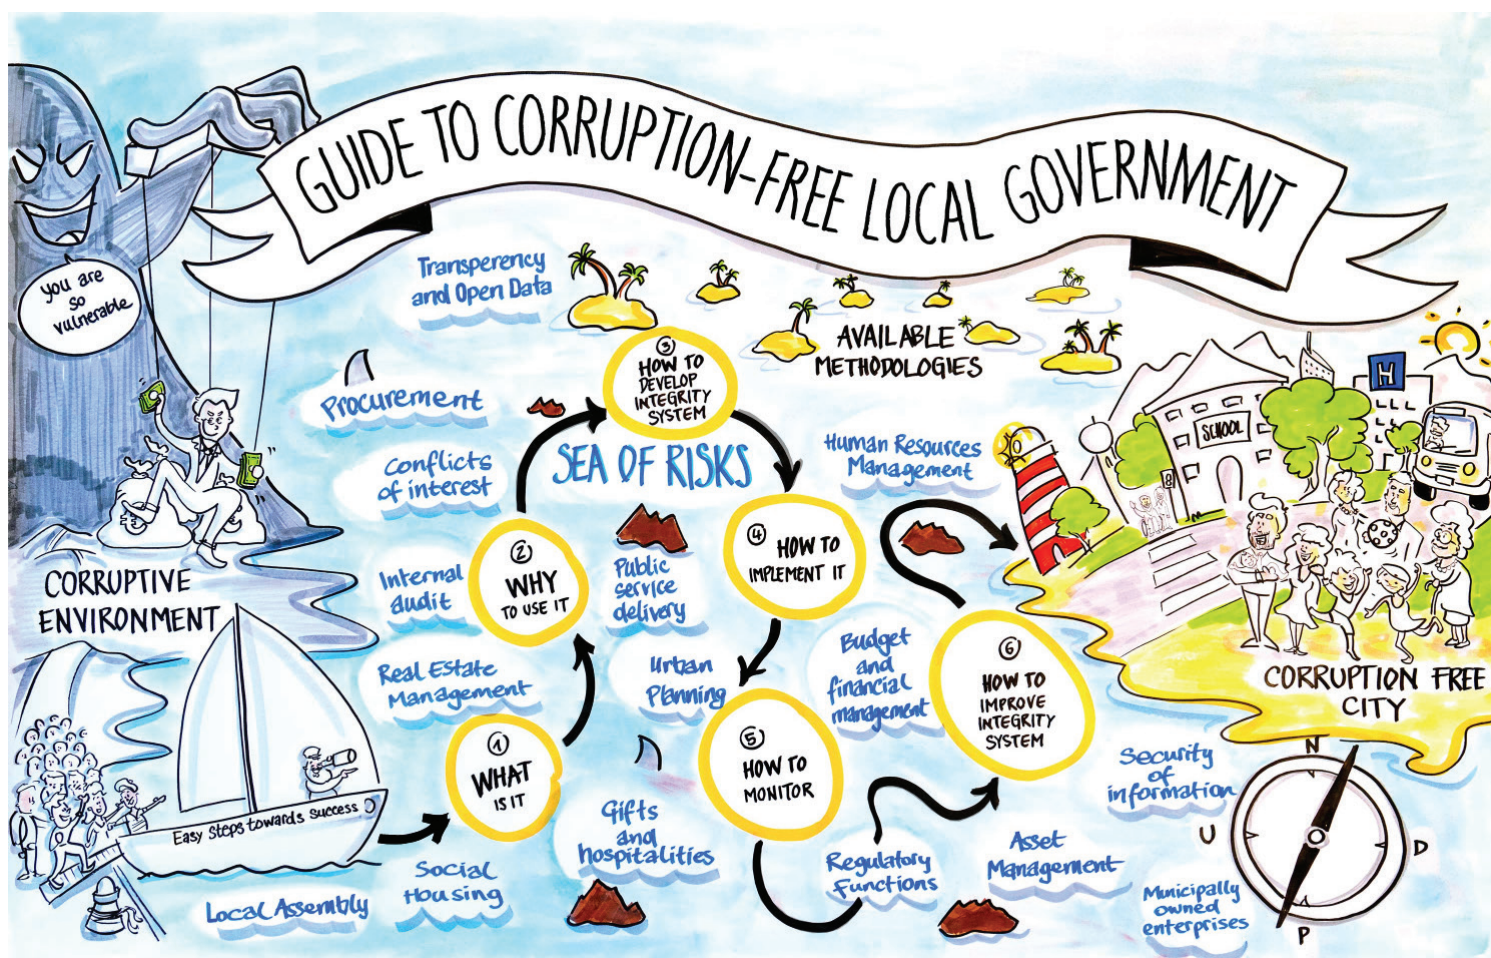 GUIDE TO CORRUPTION-FREE LOCAL GOVERNMENT
you are
so
vulnerable
Transperency
and Open Data
AVAILABLE
METHODOLOGIES
Procurement
3
HOW TO
DEVELOP
INTEGRITY
SYSTEM
SEA OF RISKS
Conflicts
of interest
Human Resources
Management
SCHOOL
H
8
CORRUPTIVE
ENVIRONMENT
Internal
audit
2
WHY
TO USE IT
Public
service
delivery
4
HOW TO
IMPLEMENT IT
Real Estate
Management
Urban
Planning
Budget
and
financial
management
6
HOW TO
IMPROVE
INTEGRITY
SYSTEM
CORRUPTION FREE
CITY
1
WHAT
IS IT
5
HOW TO
MONITOR
Easy steps towards success
Gifts
and
hospitalities
Security
of
information
Regulatory
Functions
Asset
Management
Social
Housing
Local Assembly
Municipally
owned
enterprises
N
U
D
P